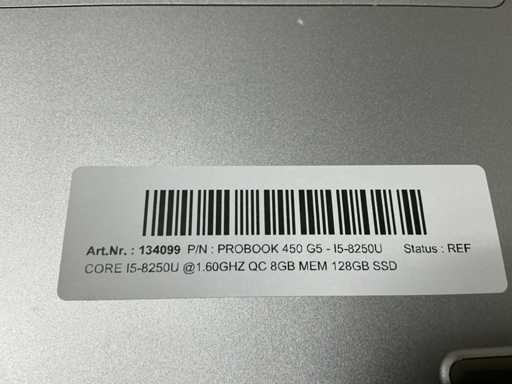 Art.Nr. : 134099 P/N : PROBOOK 450 G5 - I5-8250U Status : REF
CORE I5-8250U @1.60GHZ QC 8GB MEM 128GB SSD